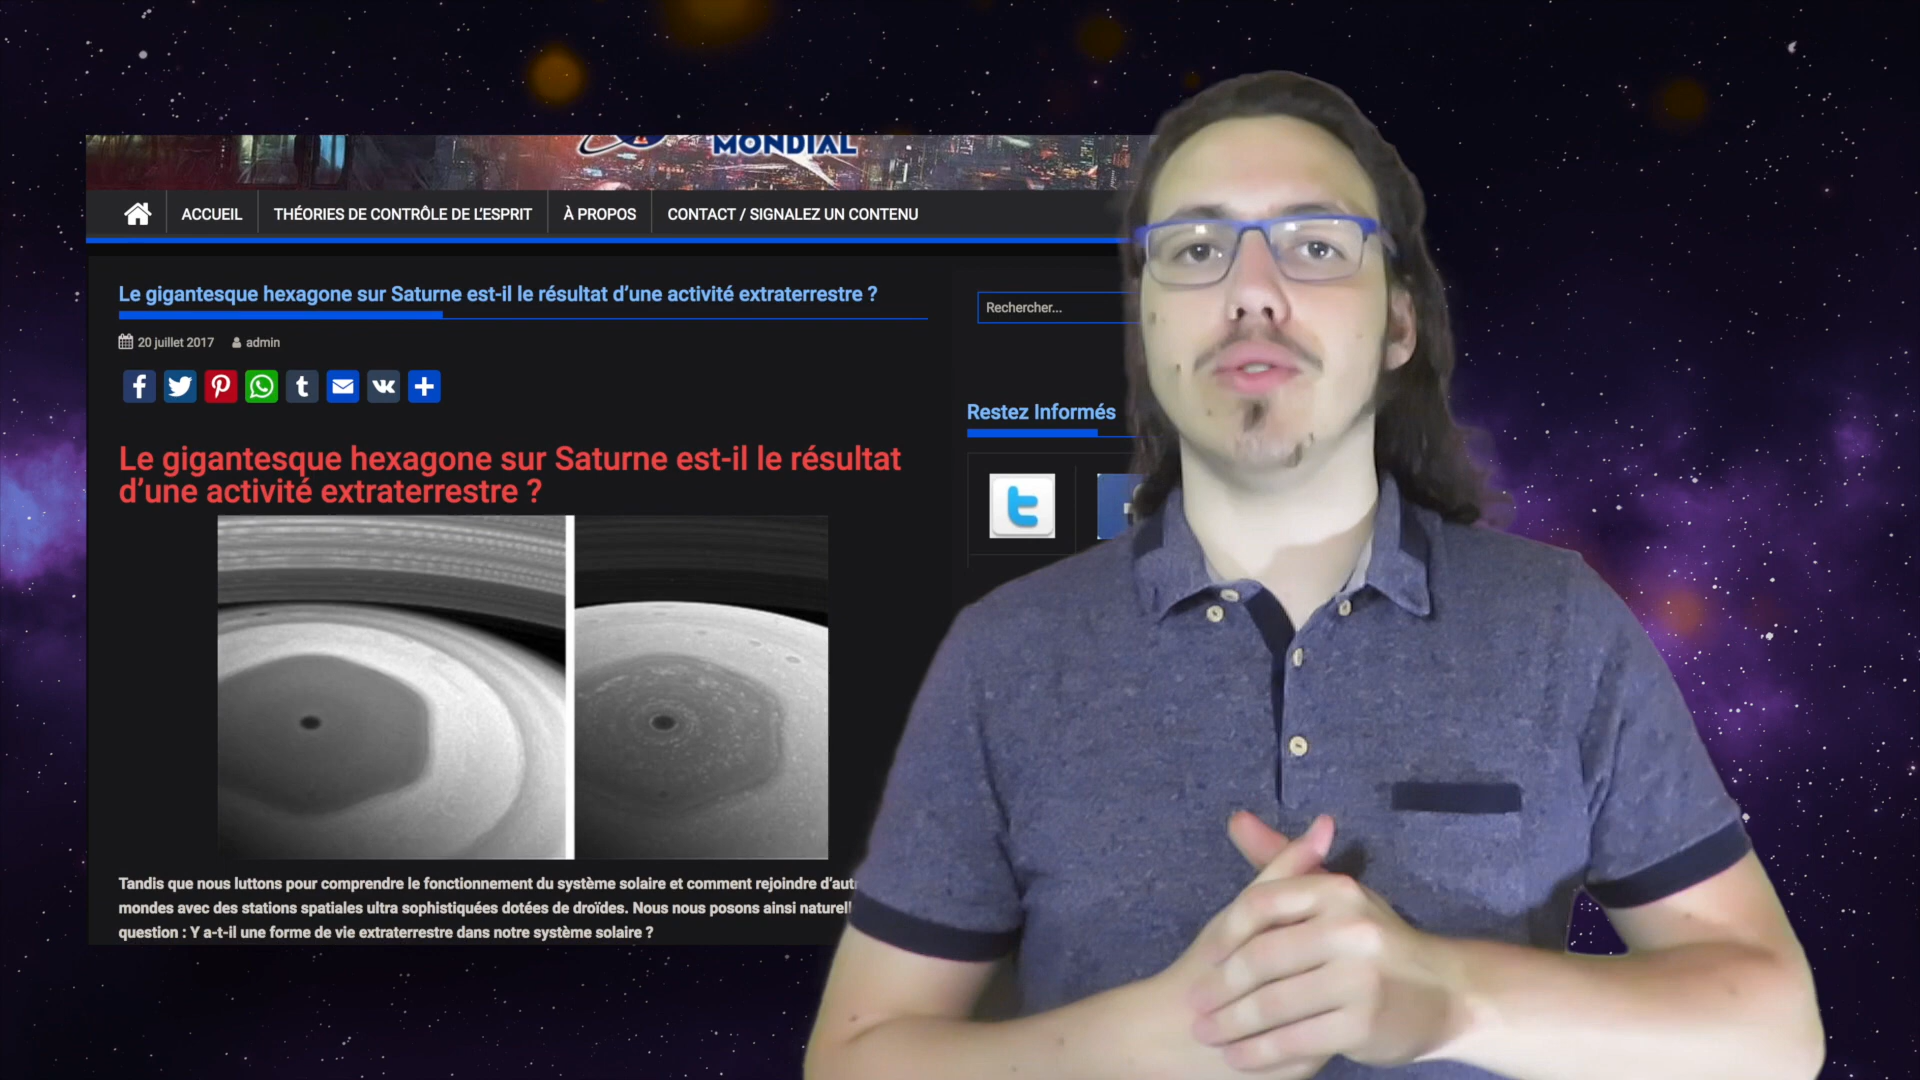 MONDIAL
ACCUEIL
THÉORIES DE CONTRÔLE DE L'ESPRIT
À PROPOS
CONTACT / SIGNALEZ UN CONTENU
Le gigantesque hexagone sur Saturne est-il le résultat d'une activité extraterrestre ?
20 juillet 2017 admin
Rechercher...
Restez Informés
Le gigantesque hexagone sur Saturne est-il le résultat
d'une activité extraterrestre ?
Tandis que nous luttons pour comprendre le fonctionnement du système solaire et comment rejoindre
mondes avec des stations spatiales ultra sophistiquées dotées de droïdes. Nous nous posons ainsi
question : Y a-t-il une forme de vie extraterrestre dans notre système solaire ?